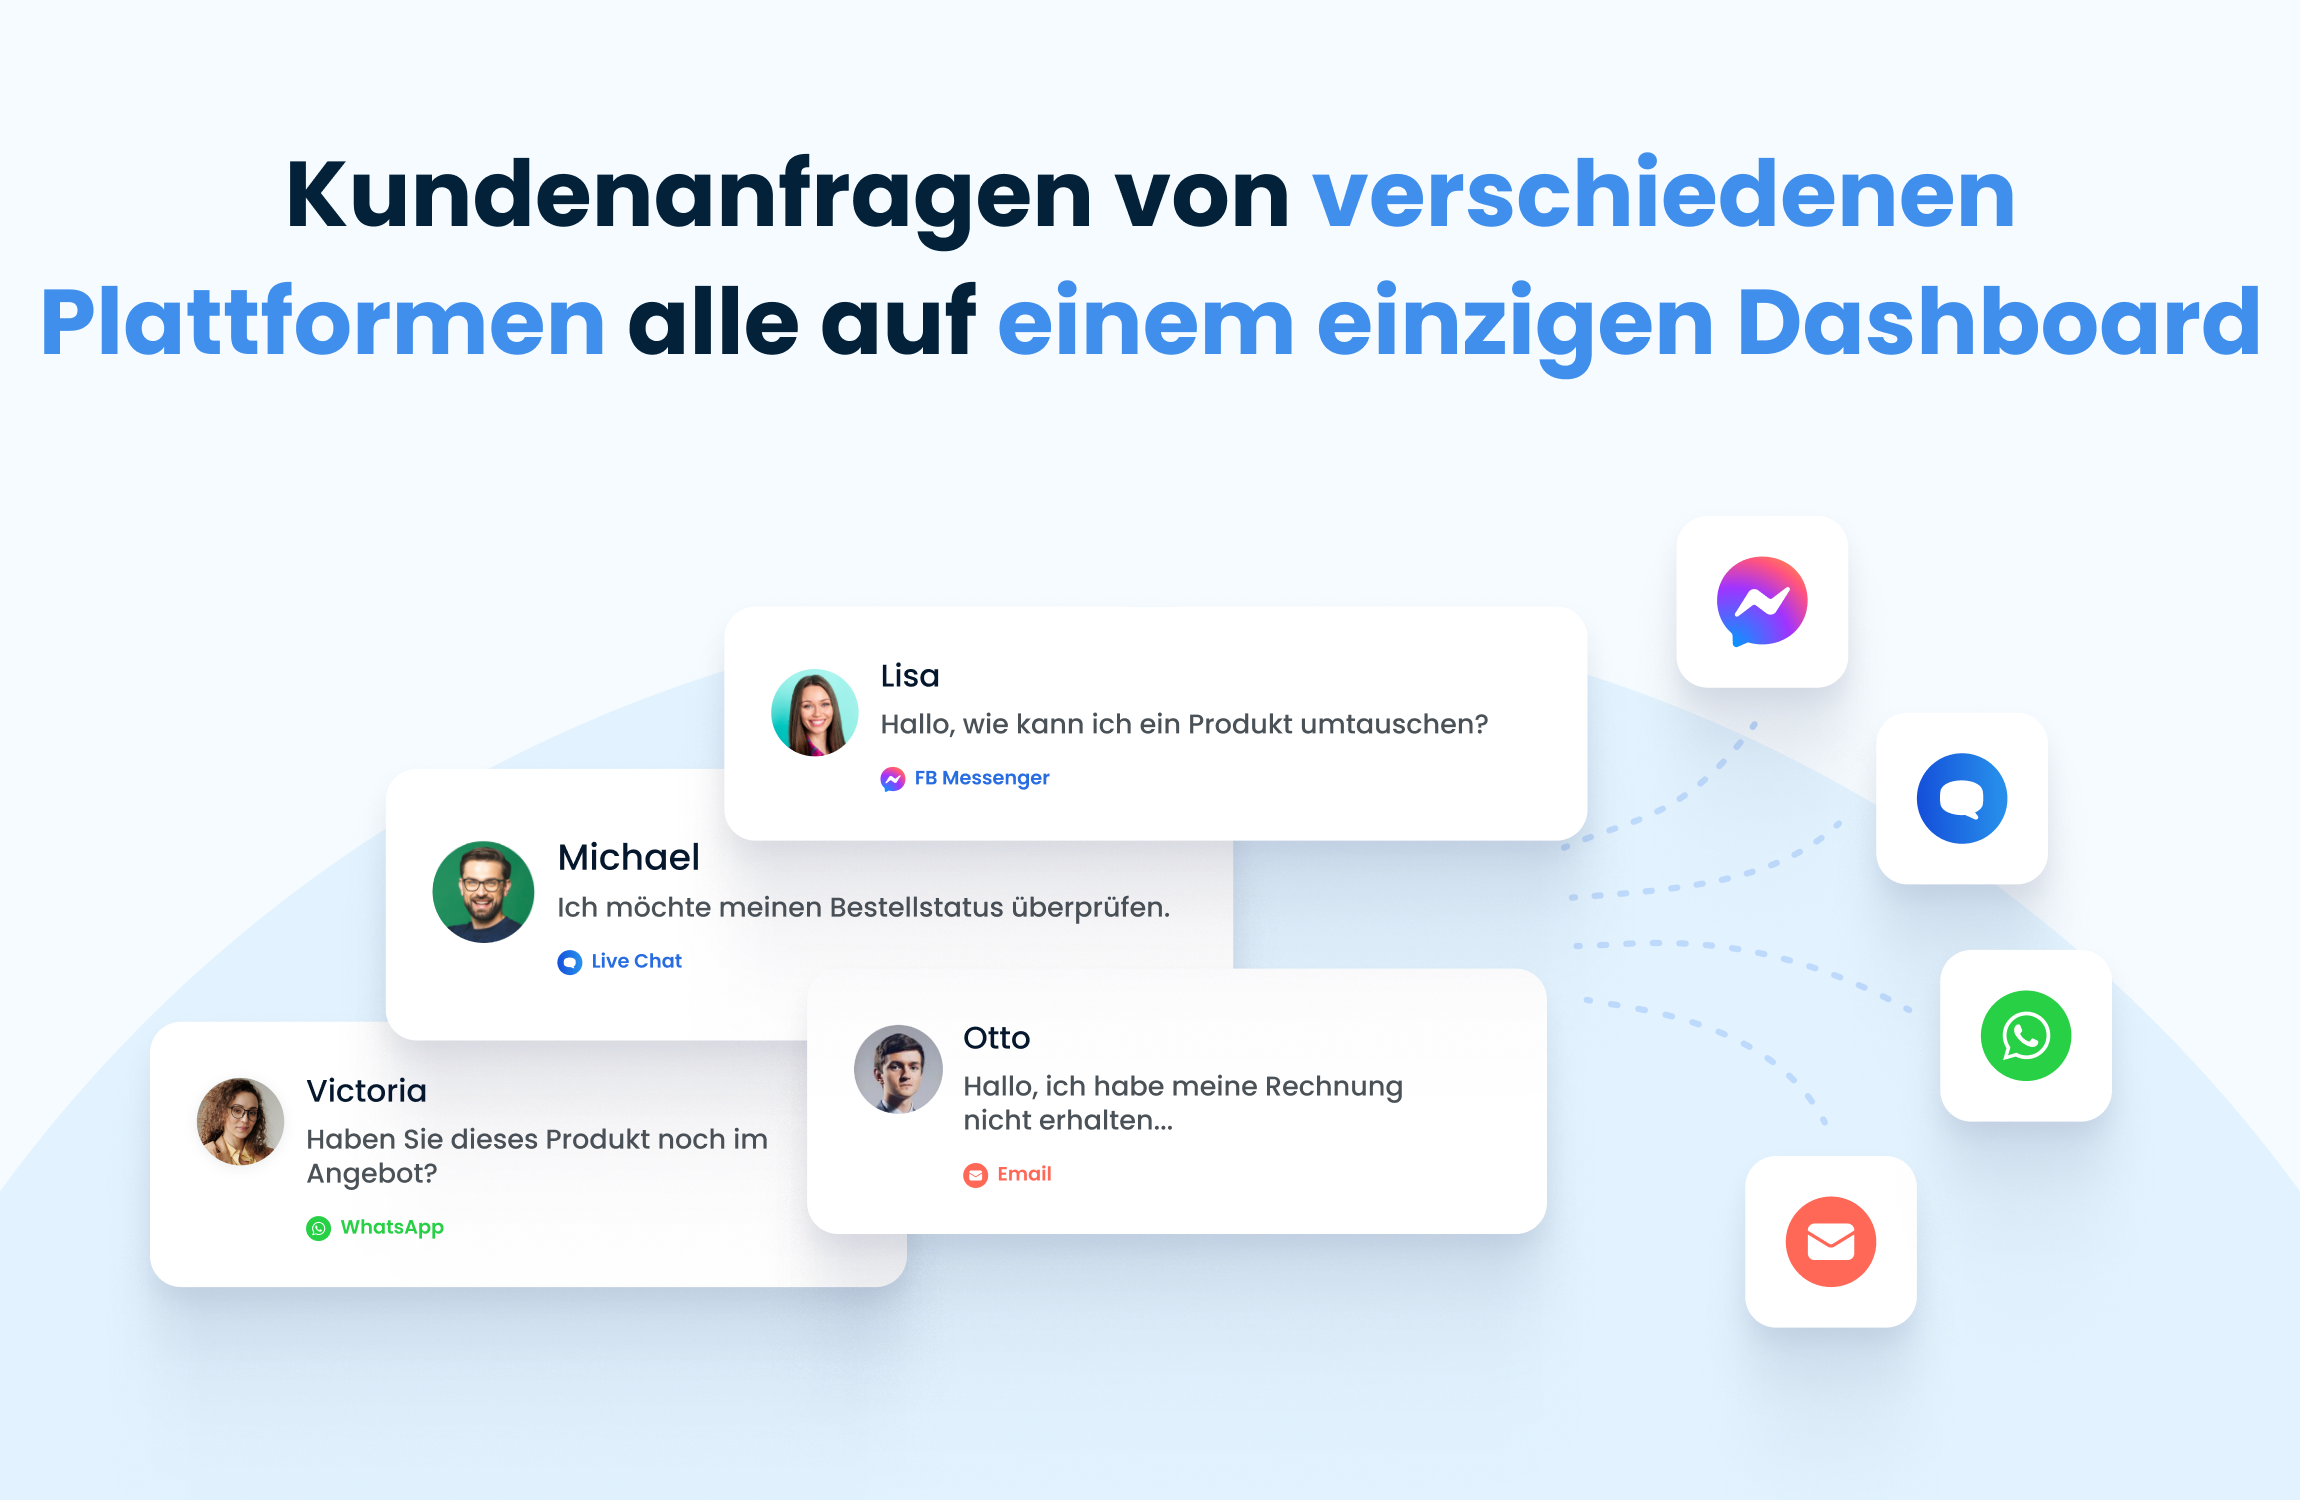 Kundenanfragen von verschiedenen
Plattformen alle auf einem einzigen Dashboard
Lisa
Hallo, wie kann ich ein Produkt umtauschen?
FB Messenger
Michael
Ich möchte meinen Bestellstatus überprüfen.
Live Chat
Otto
Hallo, ich habe meine Rechnung
nicht erhalten...
Email
Victoria
Haben Sie dieses Produkt noch im
Angebot?
WhatsApp